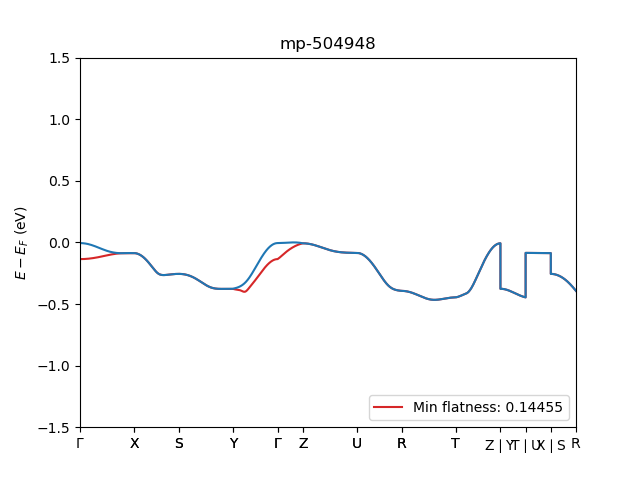 mp-504948
1.5
1.0
0.5
0.0
−0.5
−1.0
−1.5
E − E_F (eV)
Min flatness: 0.14455
Γ X S Y Γ Z U R T Z | Y T | U X | S R